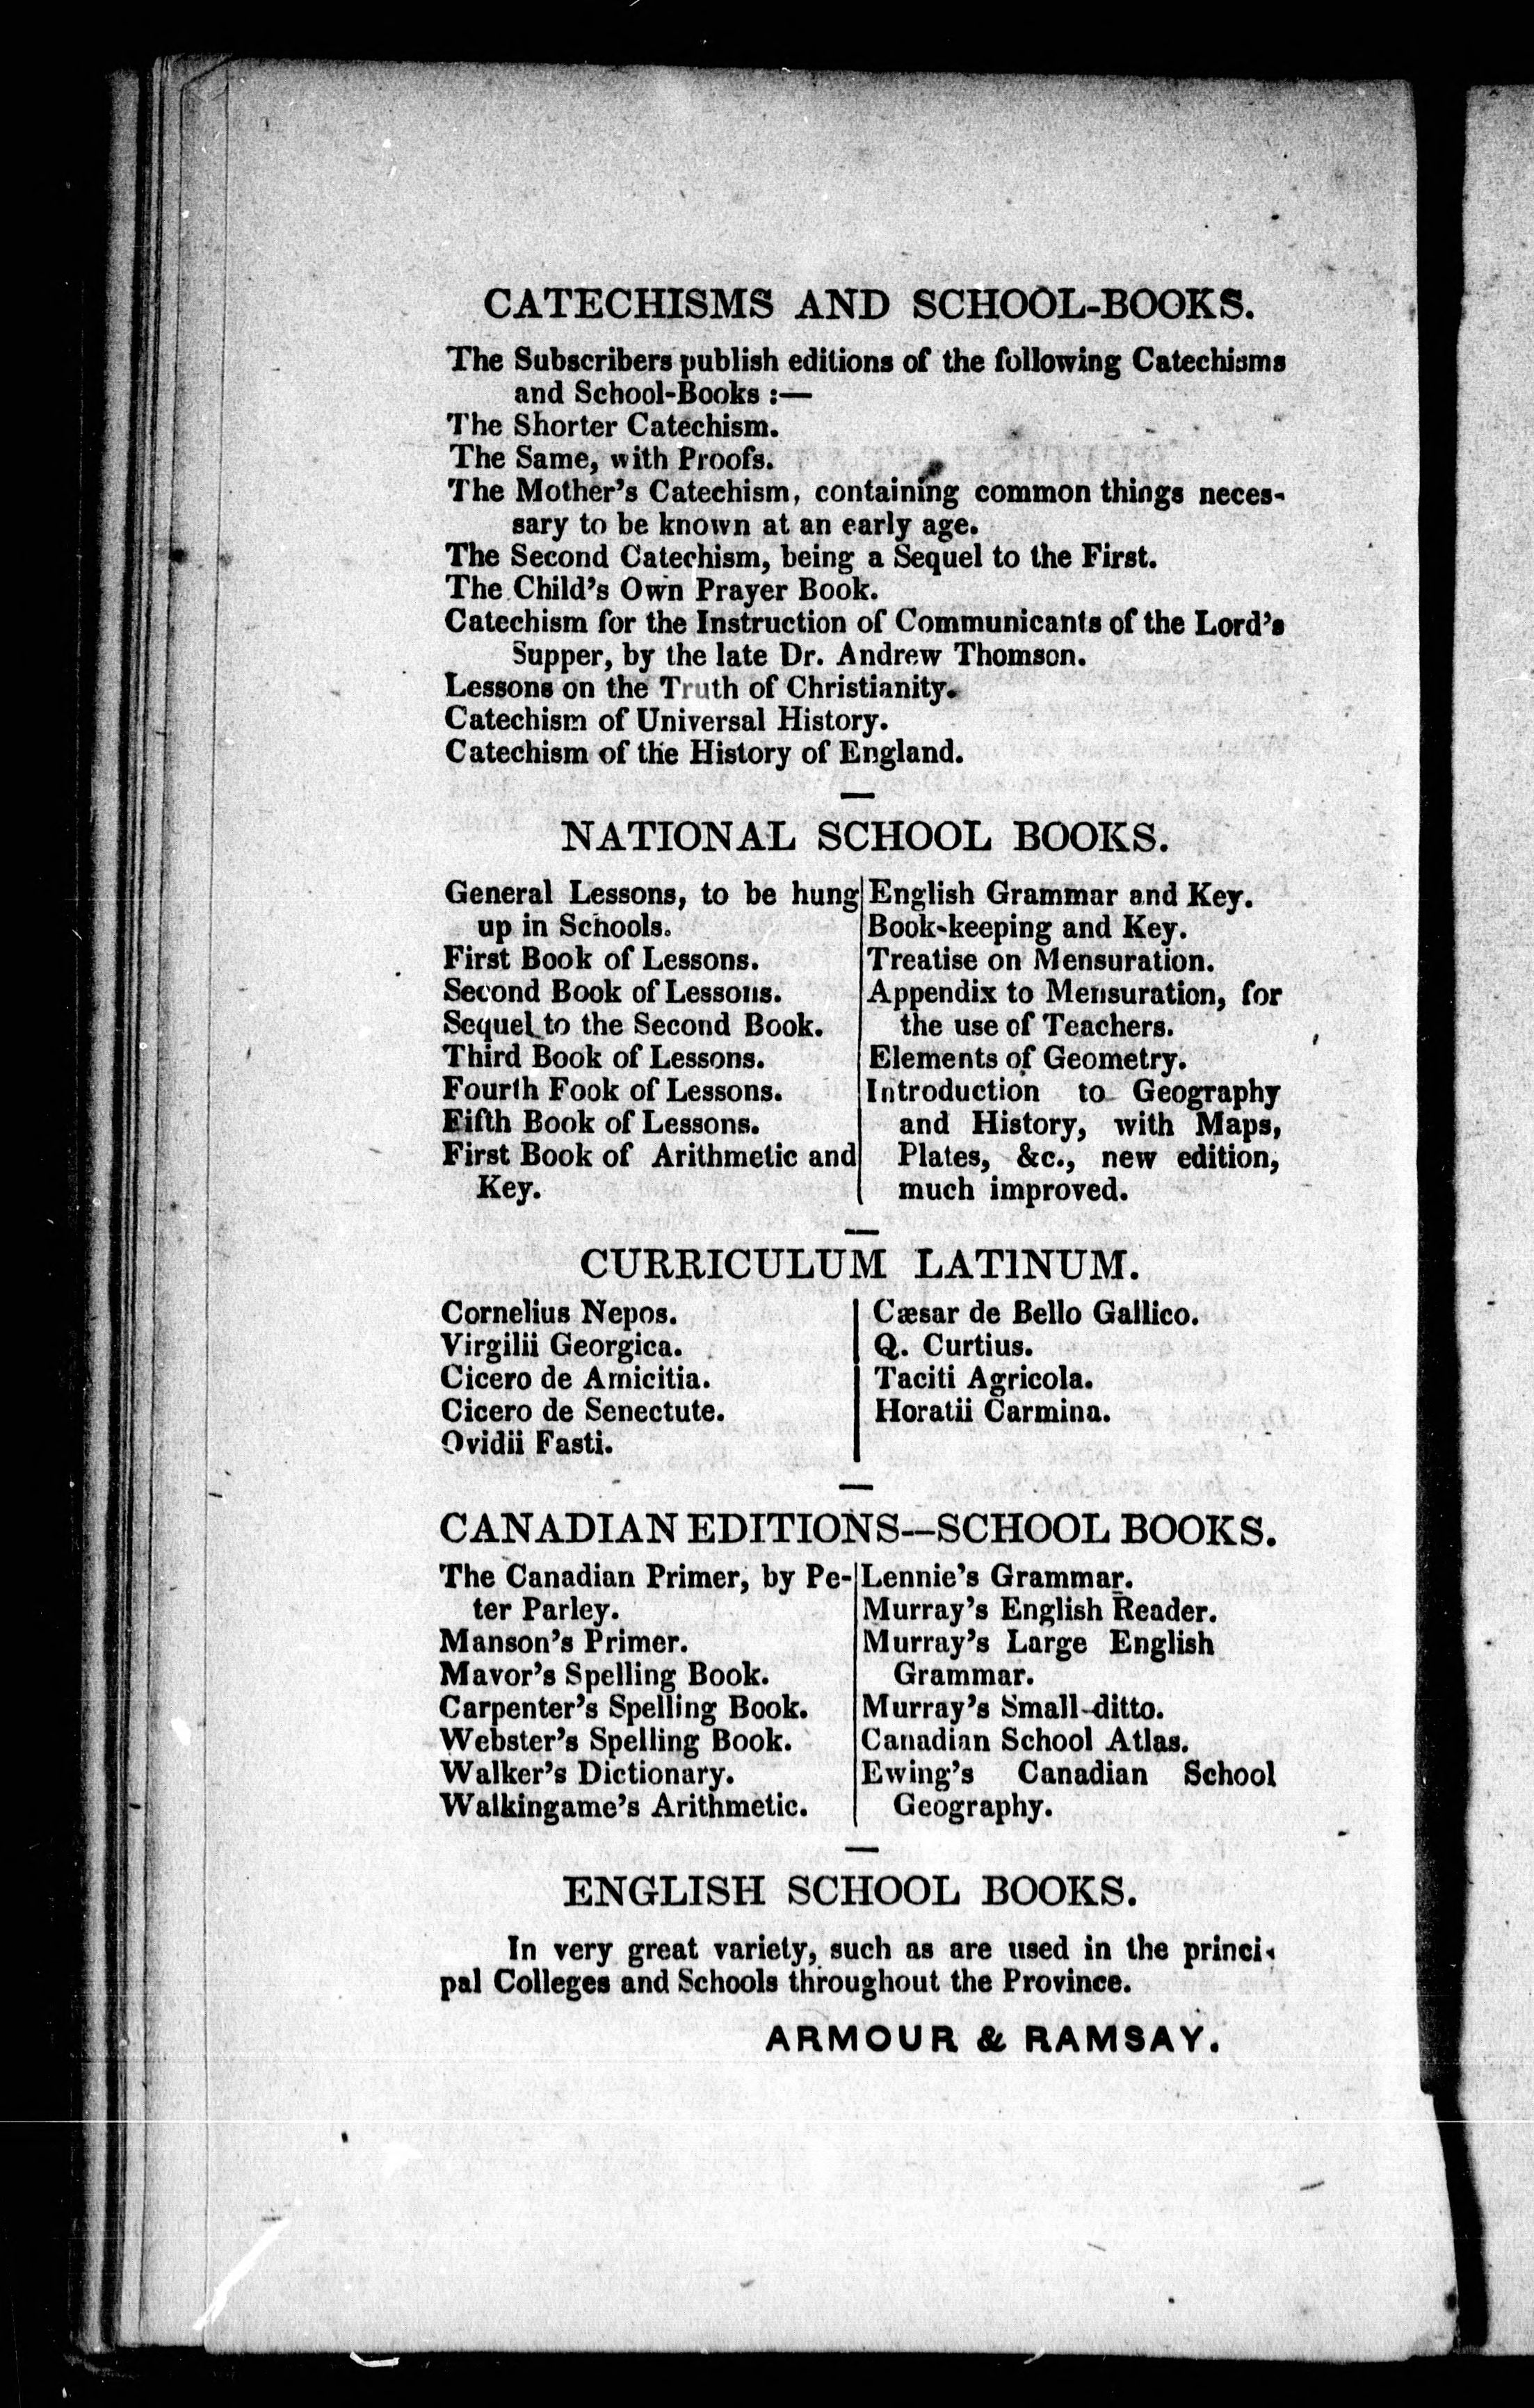 CATECHISMS AND SCHOOL-BOOKS.
The Subscribers publish editions of the following Catechisms
and School-Books :—
The Shorter Catechism.
The Same, with Proofs.
The Mother's Catechism, containing common things neces-
sary to be known at an early age.
The Second Catechism, being a Sequel to the First.
The Child's Own Prayer Book.
Catechism for the Instruction of Communicants of the Lord's
Supper, by the late Dr. Andrew Thomson.
Lessons on the Truth of Christianity.
Catechism of Universal History.
Catechism of the History of England.
NATIONAL SCHOOL BOOKS.
General Lessons, to be hung
up in Schools.
First Book of Lessons.
Second Book of Lessons.
Sequel to the Second Book.
Third Book of Lessons.
Fourth Fook of Lessons.
Fifth Book of Lessons.
First Book of Arithmetic and
Key.
English Grammar and Key.
Book-keeping and Key.
Treatise on Mensuration.
Appendix to Mensuration, for
the use of Teachers.
Elements of Geometry.
Introduction to Geography
and History, with Maps,
Plates, &c., new edition,
much improved.
CURRICULUM LATINUM.
Cornelius Nepos.
Virgilii Georgica.
Cicero de Amicitia.
Cicero de Senectute.
Ovidii Fasti.
Cæsar de Bello Gallico.
Q. Curtius.
Taciti Agricola.
Horatii Carmina.
CANADIAN EDITIONS—SCHOOL BOOKS.
The Canadian Primer, by Pe-
ter Parley.
Manson's Primer.
Mavor's Spelling Book.
Carpenter's Spelling Book.
Webster's Spelling Book.
Walker's Dictionary.
Walkingame's Arithmetic.
Lennie's Grammar.
Murray's English Reader.
Murray's Large English
Grammar.
Murray's Small ditto.
Canadian School Atlas.
Ewing's Canadian School
Geography.
ENGLISH SCHOOL BOOKS.
In very great variety, such as are used in the princi-
pal Colleges and Schools throughout the Province.
ARMOUR & RAMSAY.